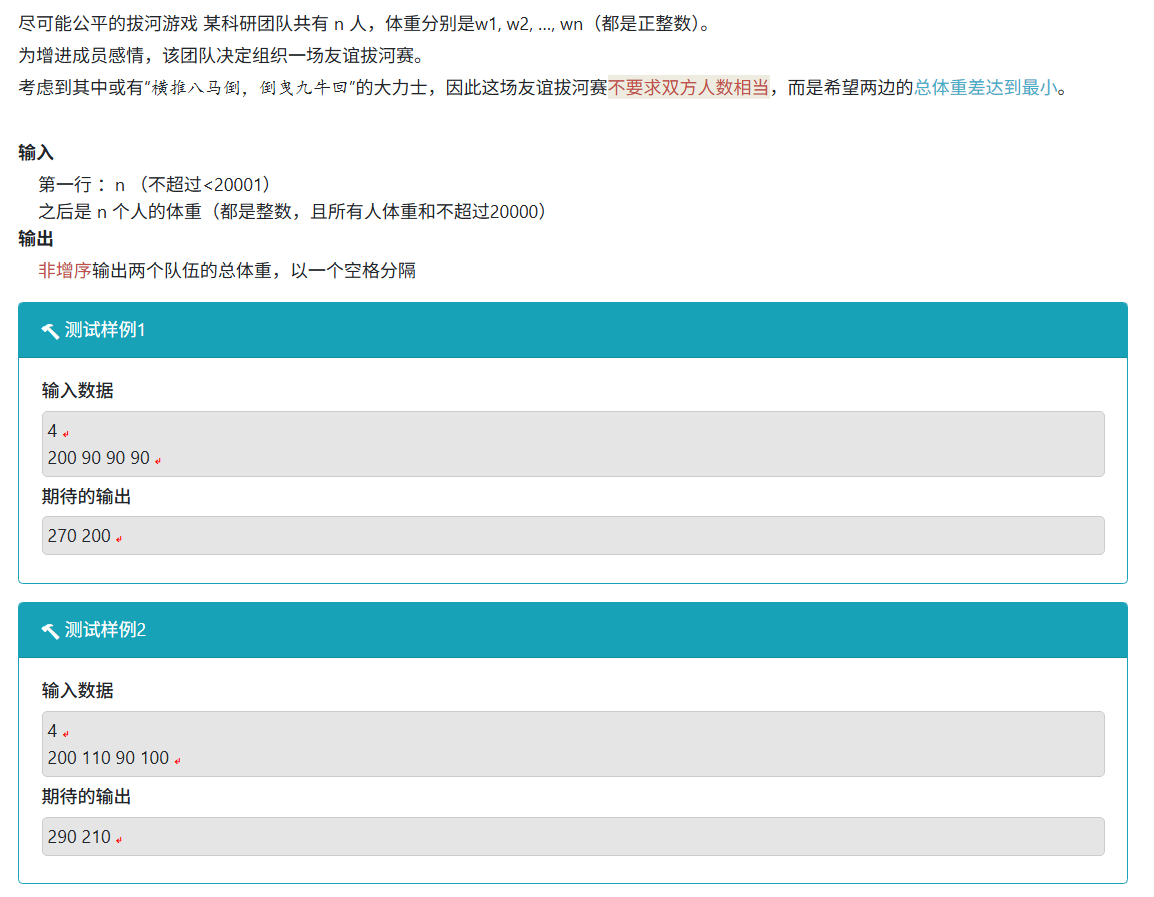 尽可能公平的拔河游戏 某科研团队共有 n 人，体重分别是w1, w2, ..., wn（都是正整数）。
为增进成员感情，该团队决定组织一场友谊拔河赛。
考虑到其中或有“横推八马倒，倒曳九牛回”的大力士，因此这场友谊拔河赛不要求双方人数相当，而是希望两边的总体重差达到最小。
输入
第一行： n （不超过<20001）
之后是 n 个人的体重（都是整数，且所有人体重和不超过20000）
输出
非增序输出两个队伍的总体重，以一个空格分隔
测试样例1
输入数据
4
200 90 90 90
期待的输出
270 200
测试样例2
输入数据
4
200 110 90 100
期待的输出
290 210